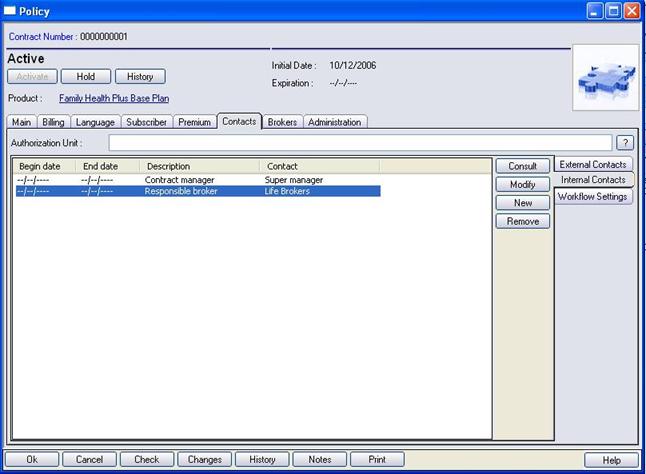 Policy
Contract Number : 0000000001
Active
Activate Hold History
Initial Date : 10/12/2006
Expiration : --/--/----
Product : Family Health Plus Base Plan
Main Billing Language Subscriber Premium Contacts Brokers Administration
Authorization Unit : ?
Begin date End date Description Contact
--/--/---- --/--/---- Contract manager Super manager
--/--/---- --/--/---- Responsible broker Life Brokers
Consult
Modify
New
Remove
External Contacts
Internal Contacts
Workflow Settings
Ok Cancel Check Changes History Notes Print Help